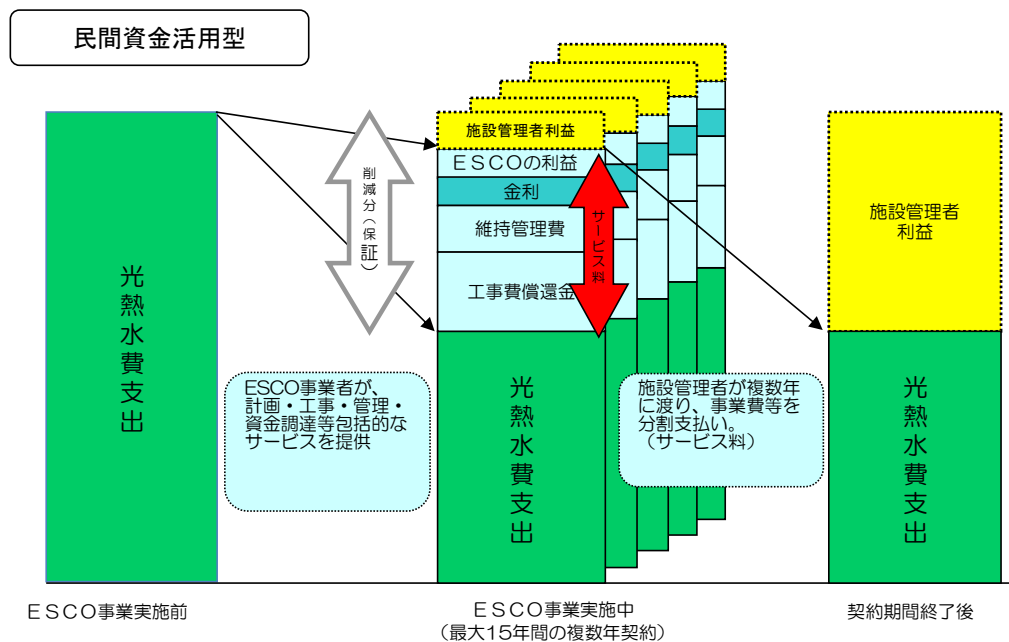 民間資金活用型
光熱水費支出
削減分（保証）
施設管理者利益
ＥＳＣＯの利益
金利
維持管理費
工事費償還金
サービス料
光熱水費支出
施設管理者
利益
光熱水費支出
ESCO事業者が、
計画・工事・管理・
資金調達等包括的な
サービスを提供
施設管理者が複数年
に渡り、事業費等を
分割支払い。
（サービス料）
ＥＳＣＯ事業実施前
ＥＳＣＯ事業実施中
（最大15年間の複数年契約）
契約期間終了後